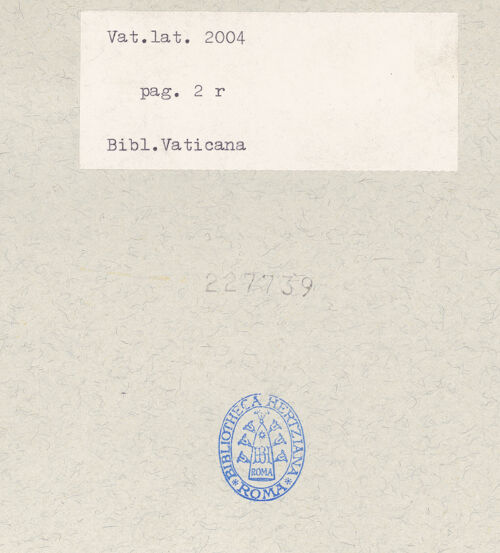 Vat.lat. 2004
pag. 2 r
Bibl.Vaticana
227739
BIBLIOTHECA HERTZIANA
ROMA
* ROMA *